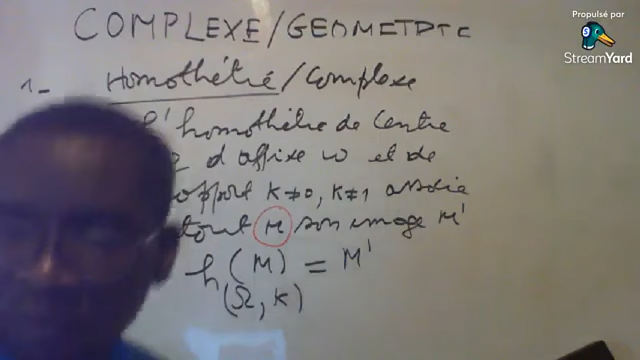 Propulsé par
StreamYard
COMPLEXE/GEOMETRIE
1- Homothétie/Complexe
l'homothétie de Centre
d'affixe w et de
rapport k≠0, k≠1 associe
tout M son image M'
h(M) = M'
(Ω, k)